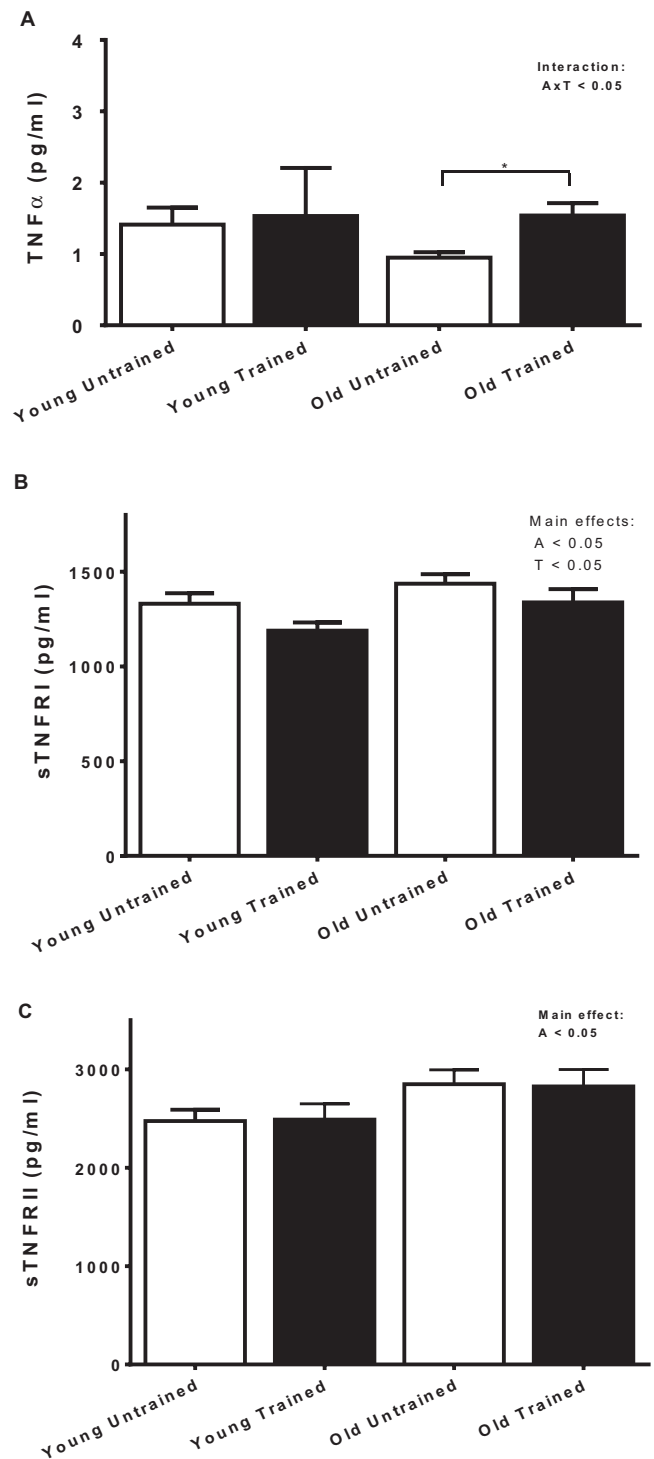 A
4
3
2
1
0
TNFα (pg/ml)
Interaction:
AxT < 0.05
*
Young Untrained
Young Trained
Old Untrained
Old Trained
B
1500
1000
500
0
sTNFRI (pg/ml)
Main effects:
A < 0.05
T < 0.05
Young Untrained
Young Trained
Old Untrained
Old Trained
C
3000
2000
1000
0
sTNFRII (pg/ml)
Main effect:
A < 0.05
Young Untrained
Young Trained
Old Untrained
Old Trained